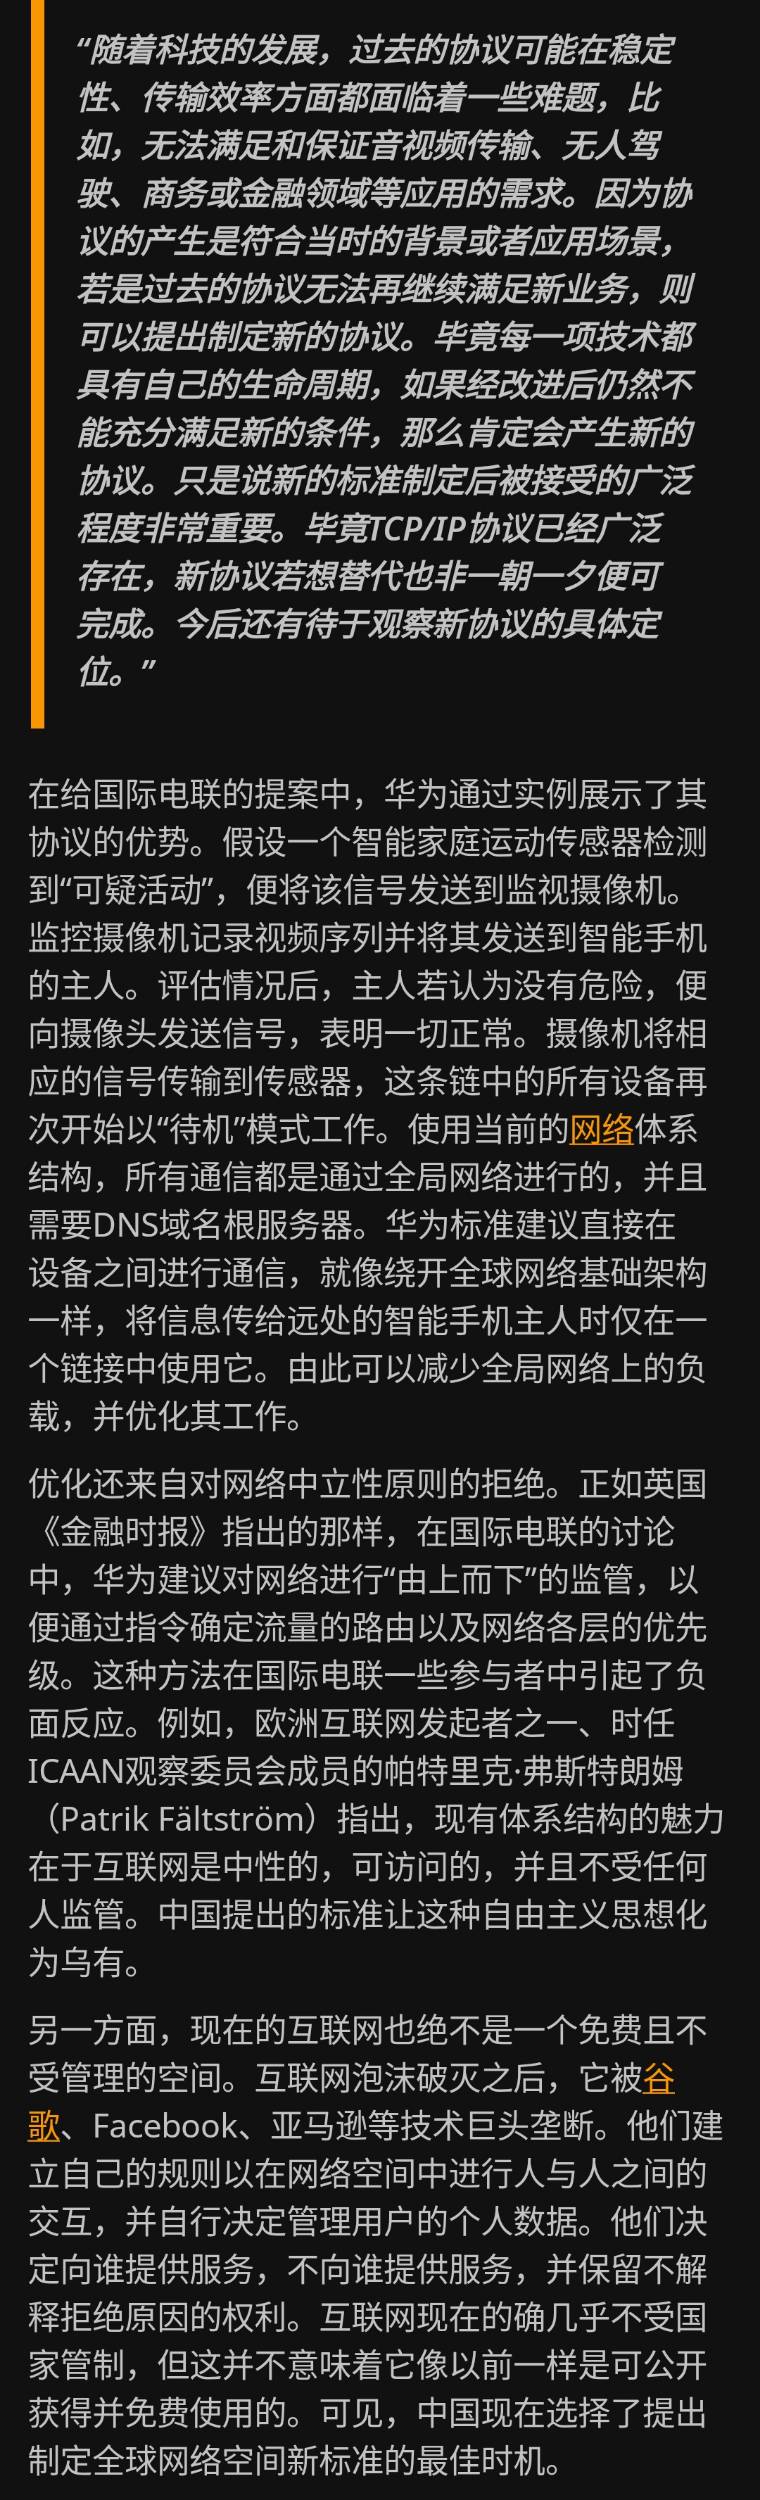 “随着科技的发展，过去的协议可能在稳定
性、传输效率方面都面临着一些难题，比
如，无法满足和保证音视频传输、无人驾
驶、商务或金融领域等应用的需求。因为协
议的产生是符合当时的背景或者应用场景，
若是过去的协议无法再继续满足新业务，则
可以提出制定新的协议。毕竟每一项技术都
具有自己的生命周期，如果经改进后仍然不
能充分满足新的条件，那么肯定会产生新的
协议。只是说新的标准制定后被接受的广泛
程度非常重要。毕竟TCP/IP协议已经广泛
存在，新协议若想替代也非一朝一夕便可
完成。今后还有待于观察新协议的具体定
位。”
在给国际电联的提案中，华为通过实例展示了其
协议的优势。假设一个智能家庭运动传感器检测
到“可疑活动”，便将该信号发送到监视摄像机。
监控摄像机记录视频序列并将其发送到智能手机
的主人。评估情况后，主人若认为没有危险，便
向摄像头发送信号，表明一切正常。摄像机将相
应的信号传输到传感器，这条链中的所有设备再
次开始以“待机”模式工作。使用当前的网络体系
结构，所有通信都是通过全局网络进行的，并且
需要DNS域名根服务器。华为标准建议直接在
设备之间进行通信，就像绕开全球网络基础架构
一样，将信息传给远处的智能手机主人时仅在一
个链接中使用它。由此可以减少全局网络上的负
载，并优化其工作。
优化还来自对网络中立性原则的拒绝。正如英国
《金融时报》指出的那样，在国际电联的讨论
中，华为建议对网络进行“由上而下”的监管，以
便通过指令确定流量的路由以及网络各层的优先
级。这种方法在国际电联一些参与者中引起了负
面反应。例如，欧洲互联网发起者之一、时任
ICAAN观察委员会成员的帕特里克·弗斯特朗姆
（Patrik Fältström）指出，现有体系结构的魅力
在于互联网是中性的，可访问的，并且不受任何
人监管。中国提出的标准让这种自由主义思想化
为乌有。
另一方面，现在的互联网也绝不是一个免费且不
受管理的空间。互联网泡沫破灭之后，它被谷
歌、Facebook、亚马逊等技术巨头垄断。他们建
立自己的规则以在网络空间中进行人与人之间的
交互，并自行决定管理用户的个人数据。他们决
定向谁提供服务，不向谁提供服务，并保留不解
释拒绝原因的权利。互联网现在的确几乎不受国
家管制，但这并不意味着它像以前一样是可公开
获得并免费使用的。可见，中国现在选择了提出
制定全球网络空间新标准的最佳时机。